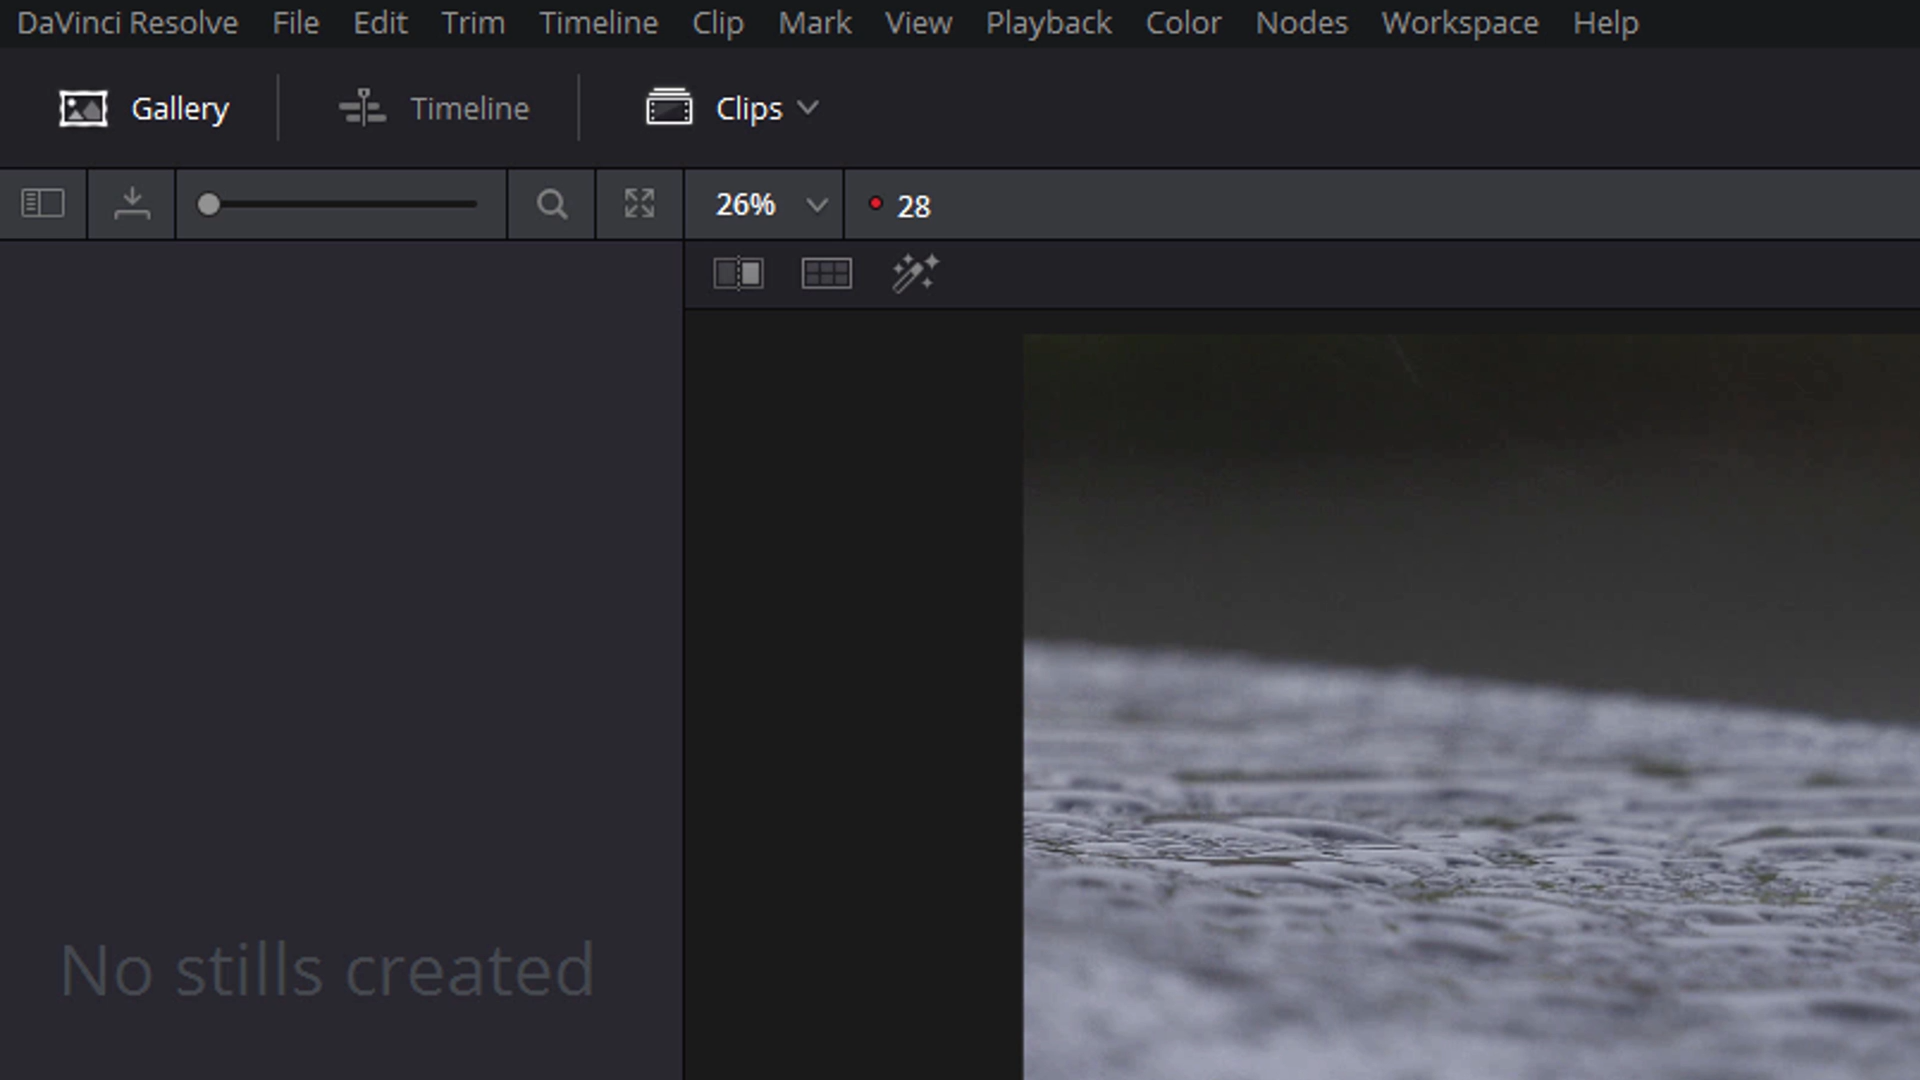 DaVinci Resolve File Edit Trim Timeline Clip Mark View Playback Color Nodes Workspace Help
Gallery Timeline Clips
26% 28
No stills created